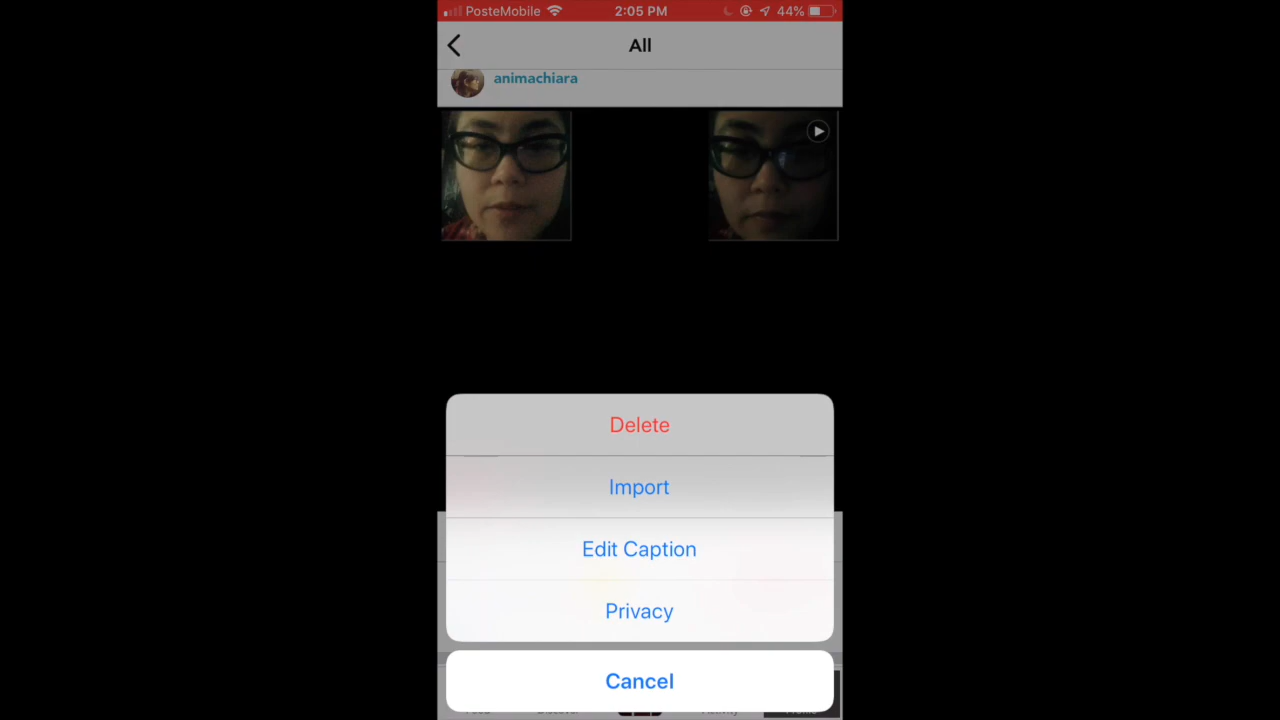 PosteMobile 2:05 PM 44%
All
animachiara
Delete
Import
Edit Caption
Privacy
Cancel